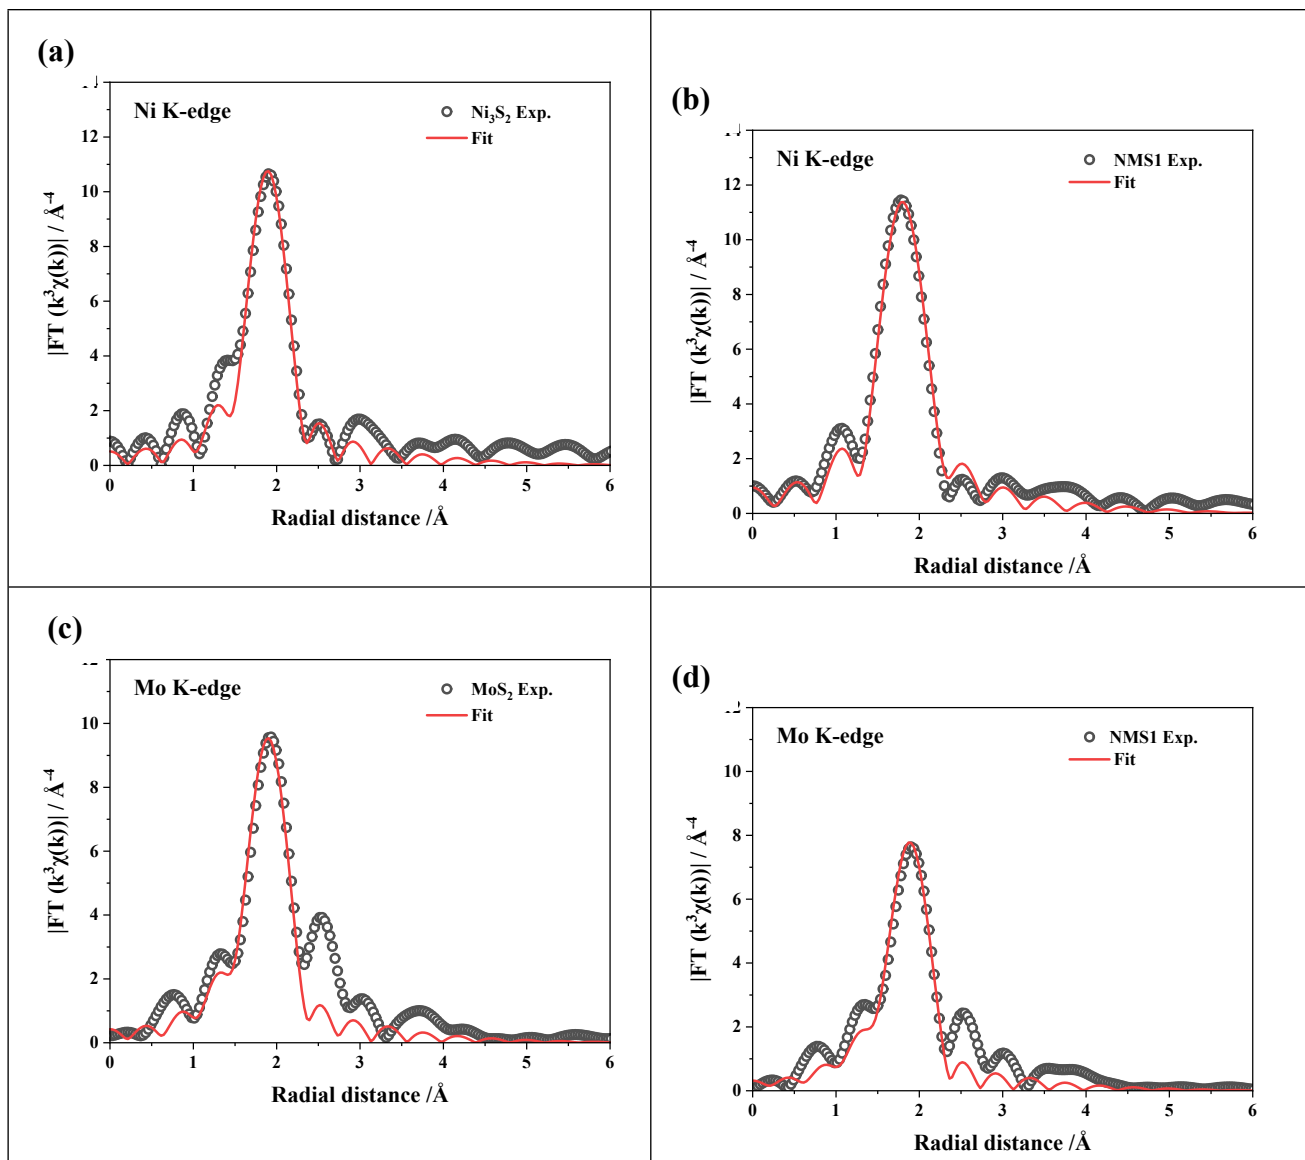 (a)
Ni K-edge
Ni₃S₂ Exp.
Fit
|FT (k³χ(k))| / Å⁻⁴
12
10
8
6
4
2
0
0 1 2 3 4 5 6
Radial distance /Å
(b)
Ni K-edge
NMS1 Exp.
Fit
|FT (k³χ(k))| / Å⁻⁴
12
10
8
6
4
2
0
0 1 2 3 4 5 6
Radial distance /Å
(c)
Mo K-edge
MoS₂ Exp.
Fit
|FT (k³χ(k))| / Å⁻⁴
10
8
6
4
2
0
0 1 2 3 4 5 6
Radial distance /Å
(d)
Mo K-edge
NMS1 Exp.
Fit
|FT (k³χ(k))| / Å⁻⁴
12
10
8
6
4
2
0
0 1 2 3 4 5 6
Radial distance /Å